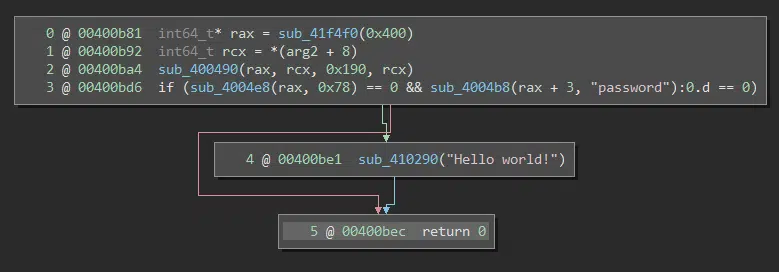 0 @ 00400b81  int64_t* rax = sub_41f4f0(0x400)
1 @ 00400b92  int64_t rcx = *(arg2 + 8)
2 @ 00400ba4  sub_400490(rax, rcx, 0x190, rcx)
3 @ 00400bd6  if (sub_4004e8(rax, 0x78) == 0 && sub_4004b8(rax + 3, "password"):0.d == 0)
4 @ 00400be1  sub_410290("Hello world!")
5 @ 00400bec  return 0